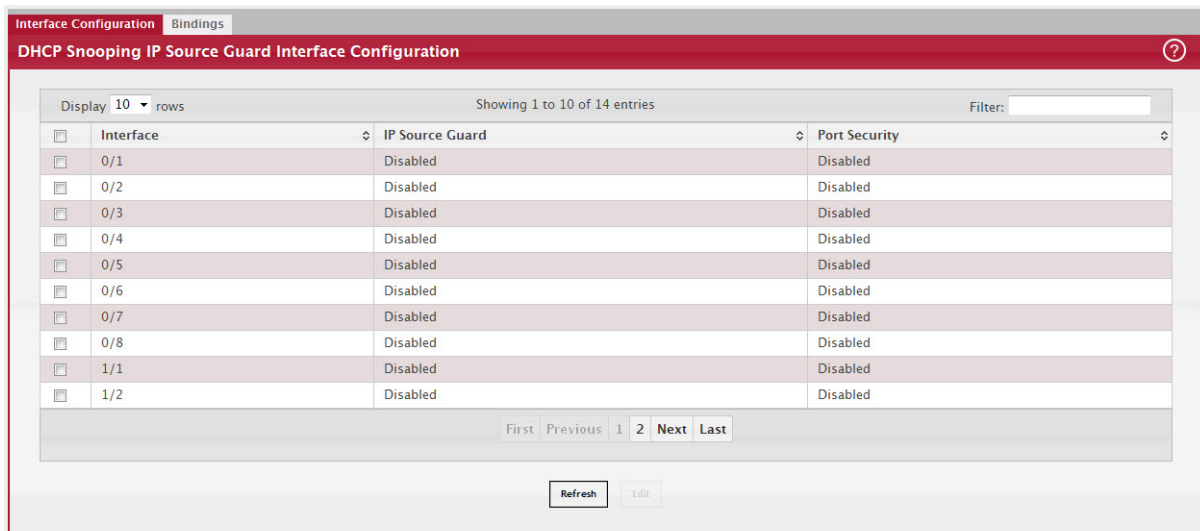 Interface Configuration Bindings
DHCP Snooping IP Source Guard Interface Configuration ?
Display 10 rows Showing 1 to 10 of 14 entries Filter:
Interface IP Source Guard Port Security
0/1 Disabled Disabled
0/2 Disabled Disabled
0/3 Disabled Disabled
0/4 Disabled Disabled
0/5 Disabled Disabled
0/6 Disabled Disabled
0/7 Disabled Disabled
0/8 Disabled Disabled
1/1 Disabled Disabled
1/2 Disabled Disabled
First Previous 1 2 Next Last
Refresh Edit